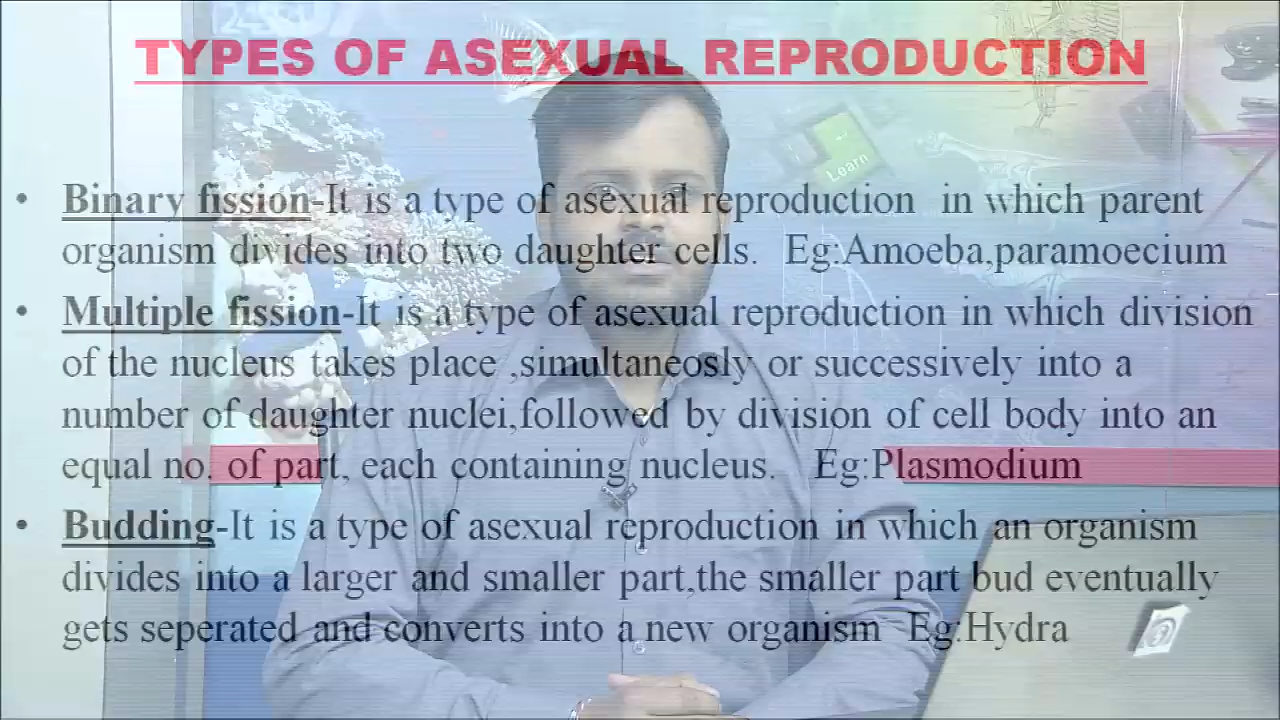 TYPES OF ASEXUAL REPRODUCTION
Learn
• Binary fission-It is a type of asexual reproduction in which parent
organism divides into two daughter cells. Eg:Amoeba,paramoecium
• Multiple fission-It is a type of asexual reproduction in which division
of the nucleus takes place ,simultaneosly or successively into a
number of daughter nuclei,followed by division of cell body into an
equal no. of part, each containing nucleus. Eg:Plasmodium
• Budding-It is a type of asexual reproduction in which an organism
divides into a larger and smaller part,the smaller part bud eventually
gets seperated and converts into a new organism Eg:Hydra